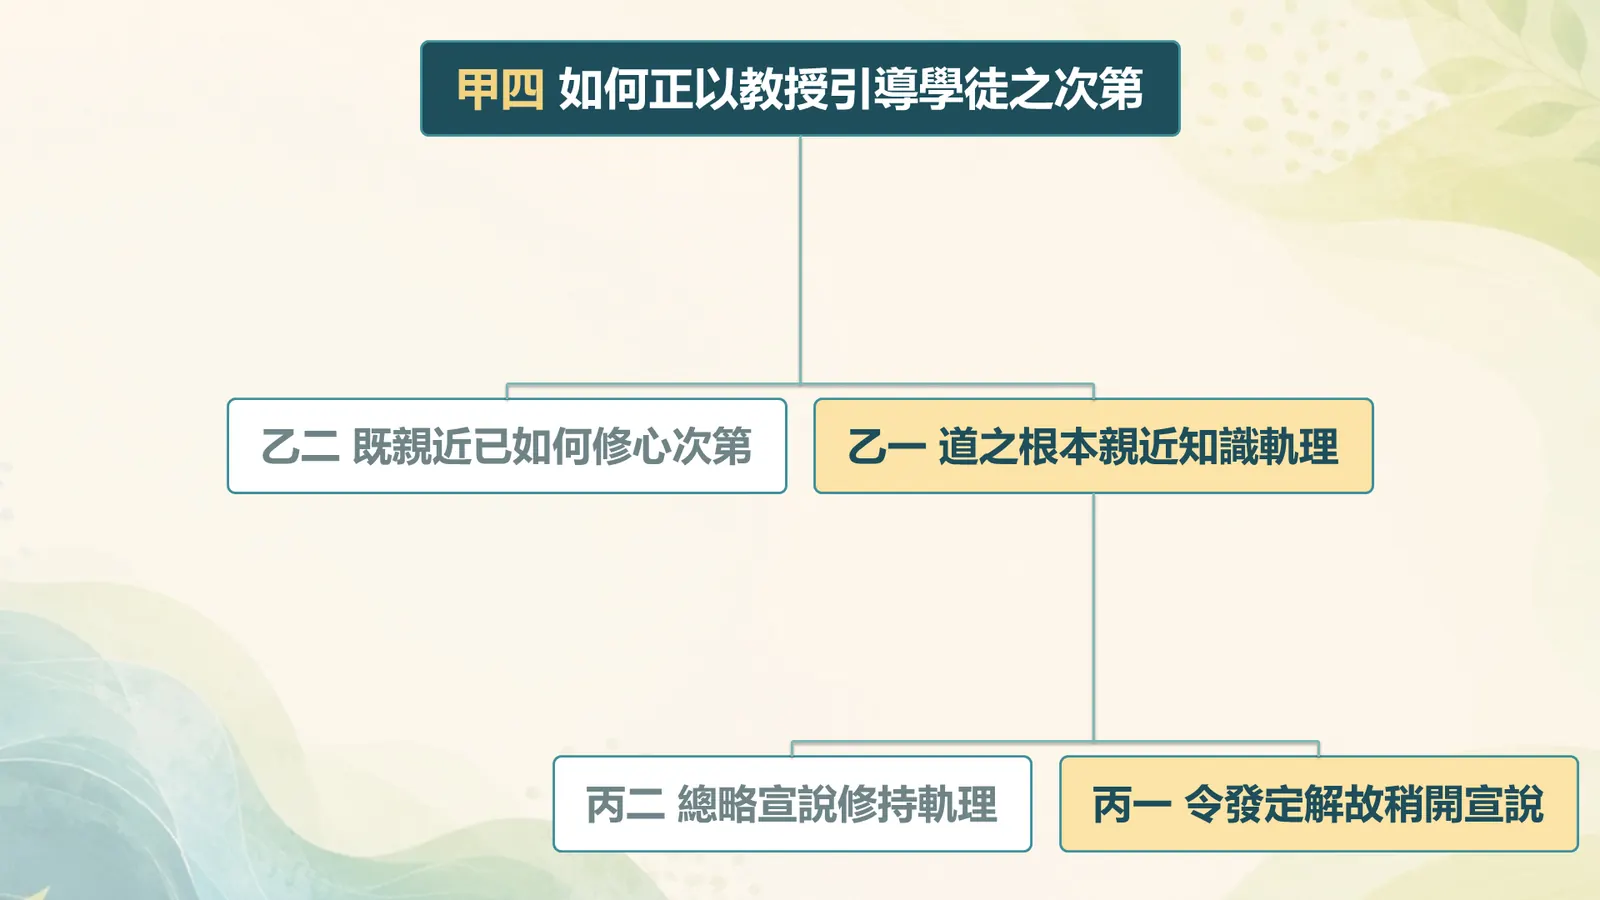 甲四 如何正以教授引導學徒之次第
乙二 既親近已如何修心次第
乙一 道之根本親近知識軌理
丙二 總略宣說修持軌理
丙一 令發定解故稍開宣說